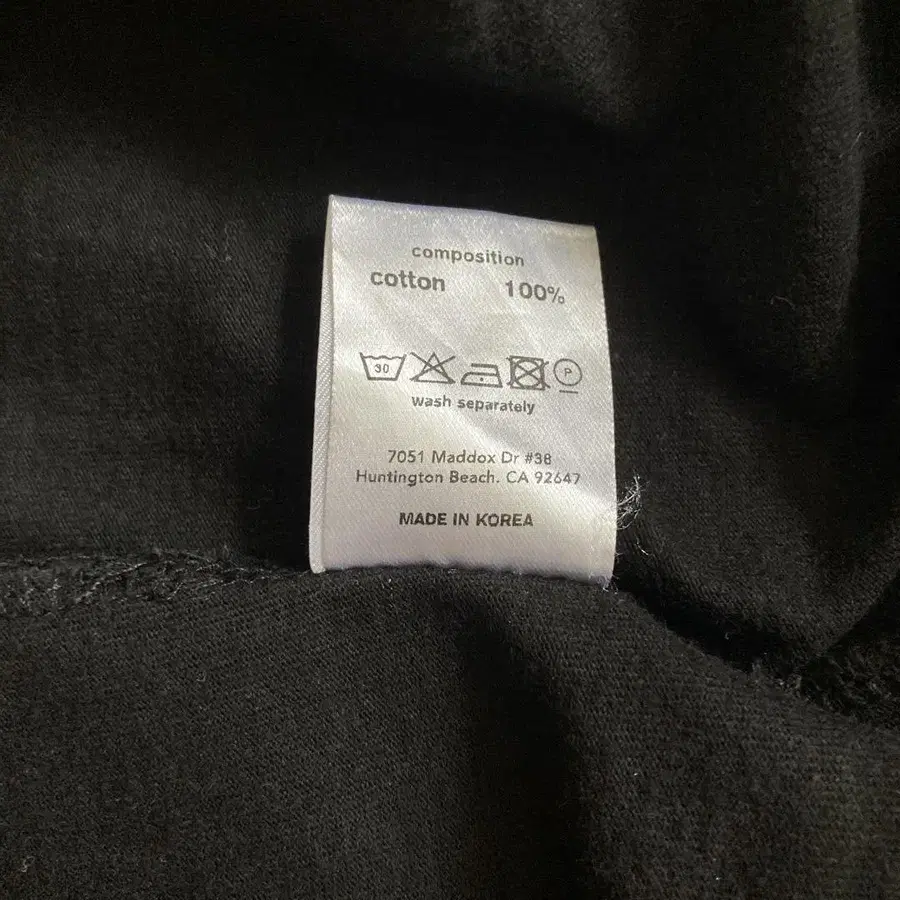 composition
cotton 100%
30 P
wash separately
7051 Maddox Dr #38
Huntington Beach. CA 92647
MADE IN KOREA